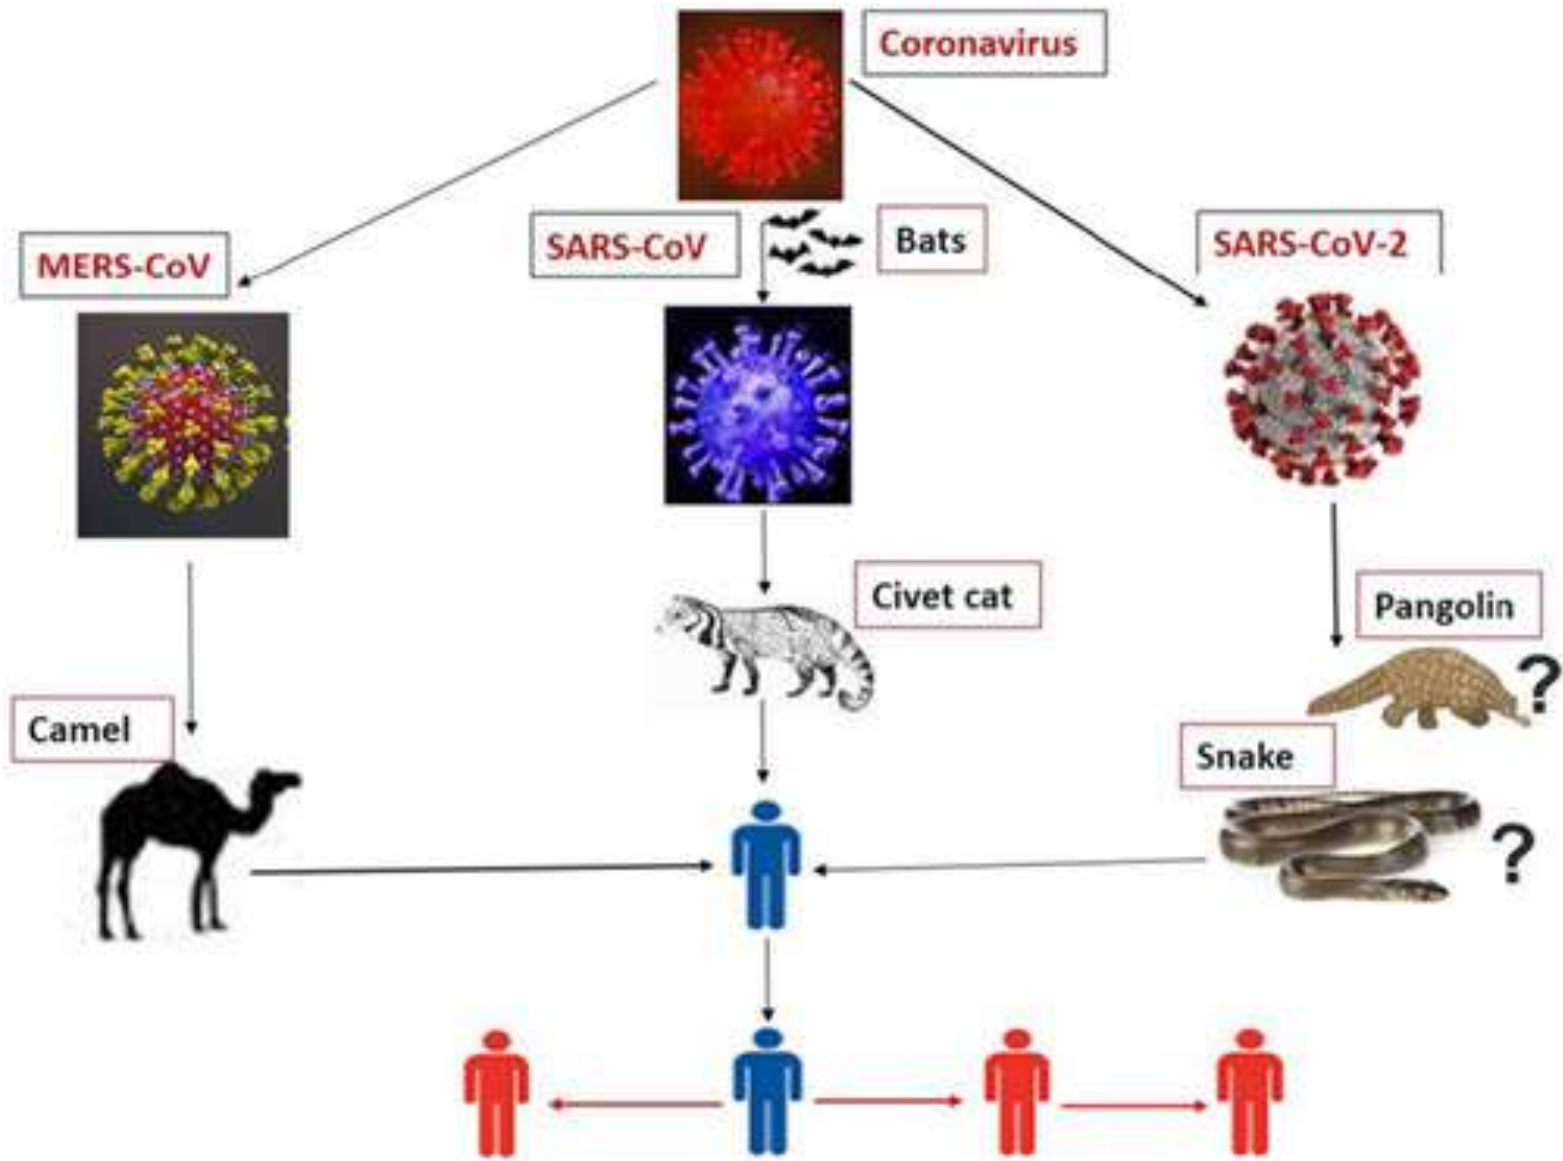 Coronavirus
MERS-CoV
SARS-CoV
Bats
SARS-CoV-2
Civet cat
Pangolin
?
Camel
Snake
?